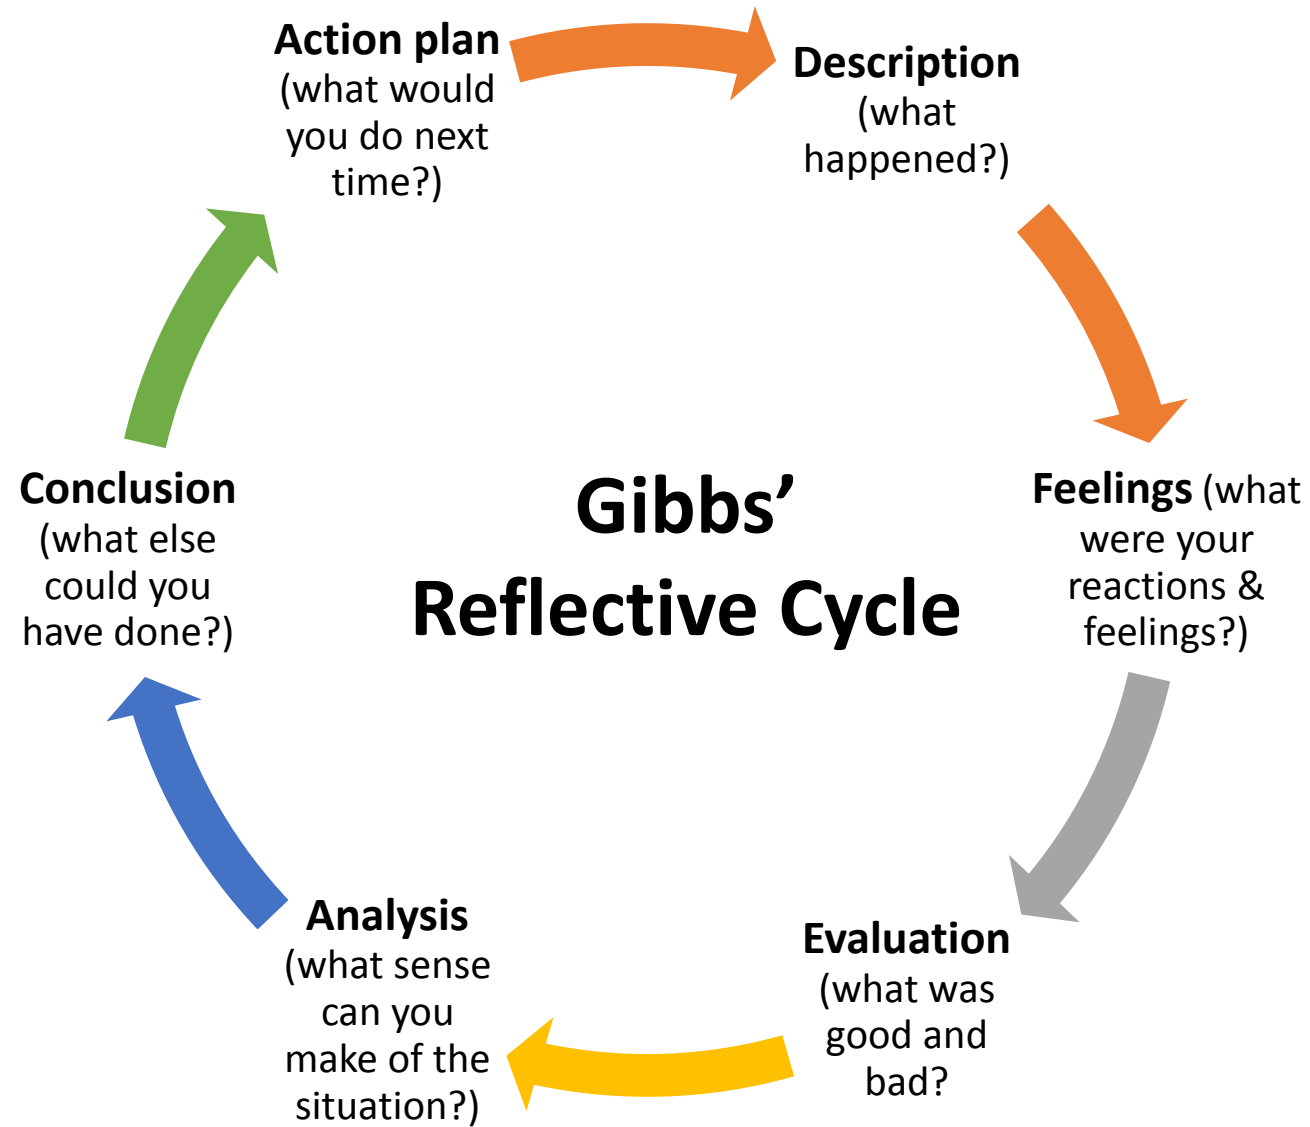 Action plan
(what would
you do next
time?)
Description
(what
happened?)
Feelings (what
were your
reactions &
feelings?)
Evaluation
(what was
good and
bad?
Analysis
(what sense
can you
make of the
situation?)
Conclusion
(what else
could you
have done?)
Gibbs’
Reflective Cycle